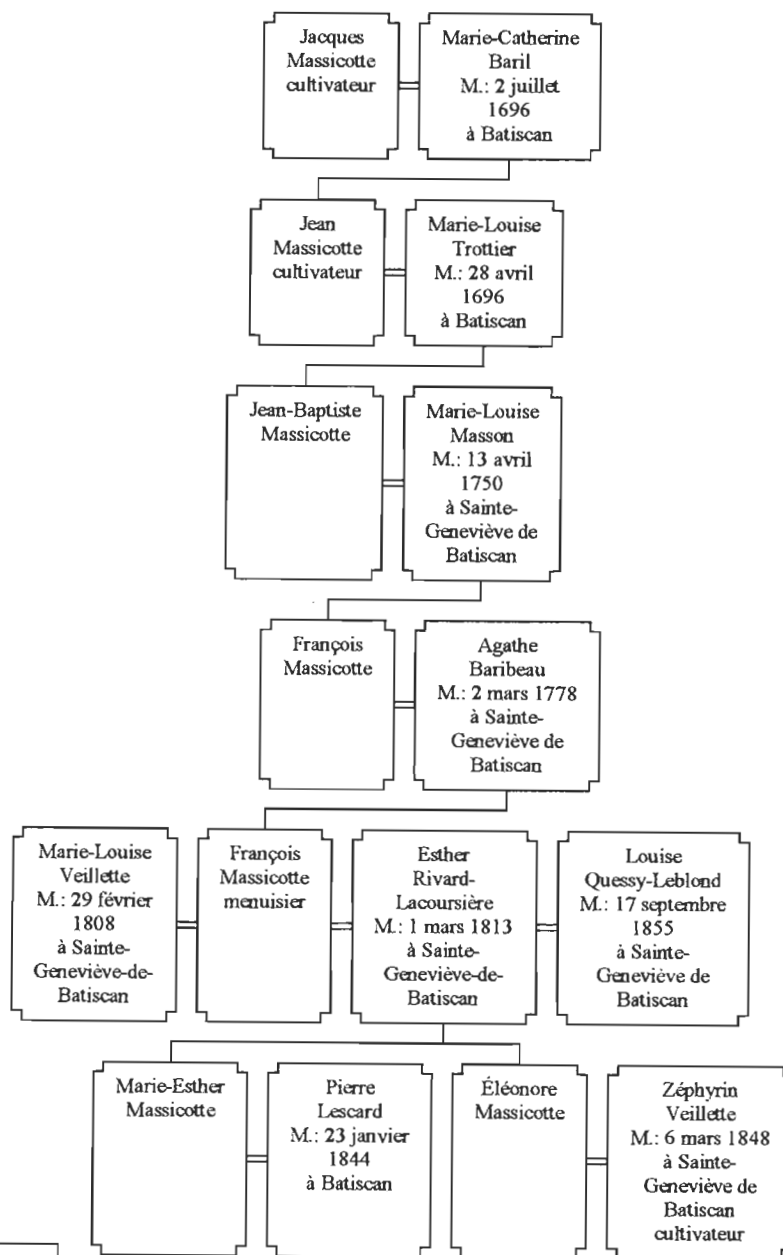 Jacques
Massicotte
cultivateur
Marie-Catherine
Baril
M.: 2 juillet
1696
à Batiscan
Jean
Massicotte
cultivateur
Marie-Louise
Trottier
M.: 28 avril
1696
à Batiscan
Jean-Baptiste
Massicotte
Marie-Louise
Masson
M.: 13 avril
1750
à Sainte-
Geneviève de
Batiscan
François
Massicotte
Agathe
Baribeau
M.: 2 mars 1778
à Sainte-
Geneviève de
Batiscan
Marie-Louise
Veillette
M.: 29 février
1808
à Sainte-
Geneviève-de-
Batiscan
François
Massicotte
menuisier
Esther
Rivard-
Lacoursière
M.: 1 mars 1813
à Sainte-
Geneviève-de-
Batiscan
Louise
Quessy-Leblond
M.: 17 septembre
1855
à Sainte-
Geneviève de
Batiscan
Marie-Esther
Massicotte
Pierre
Lescard
M.: 23 janvier
1844
à Batiscan
Éléonore
Massicotte
Zéphyrin
Veillette
M.: 6 mars 1848
à Sainte-
Geneviève de
Batiscan
cultivateur